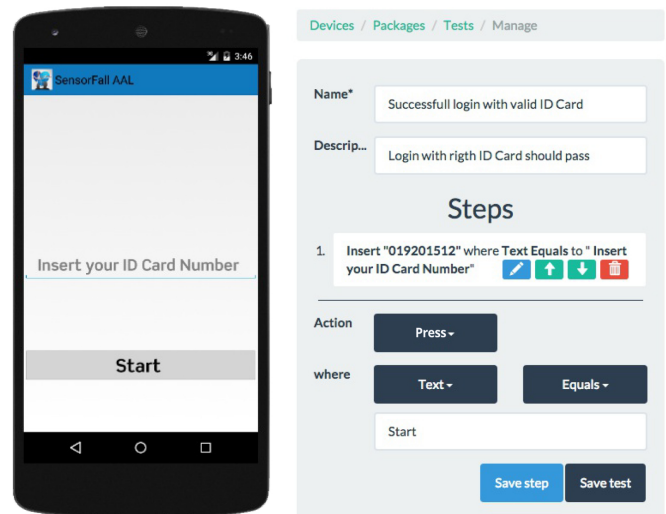 3:46
SensorFall AAL
Insert your ID Card Number
Start
Devices / Packages / Tests / Manage
Name*
Successfull login with valid ID Card
Descrip...
Login with rigth ID Card should pass
Steps
1. Insert "019201512" where Text Equals to " Insert
your ID Card Number"
Action
Press
where
Text
Equals
Start
Save step
Save test